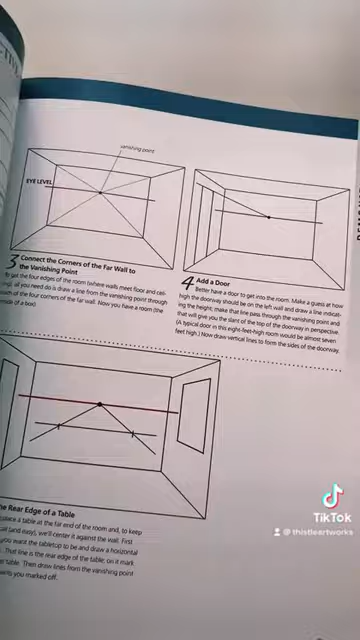 vanishing point
EYE LEVEL
3 Connect the Corners of the Far Wall to
the Vanishing Point
To get the four edges of the room (where walls meet floor and ceil-
ing), all you need do is draw a line from the vanishing point through
each of the four corners of the far wall. Now you have a room (the
inside of a box)
4 Add a Door
Better have a door to get into the room. Make a guess at how
high the doorway should be on the left wall and draw a line indicat-
ing the height; make that line pass through the vanishing point and
that will give you the slant of the top of the doorway in perspective.
(A typical door in this eight-feet-high room would be almost seven
feet high.) Now draw vertical lines to form the sides of the doorway.
the Rear Edge of a Table
place a table at the far end of the room and, to keep
(and easy), we'll center it against the wall. First
you want the tabletop to be and draw a horizontal
That line is the rear edge of the table; on it mark
table. Then draw lines from the vanishing point
you marked off.
TikTok
@ thistleartworks